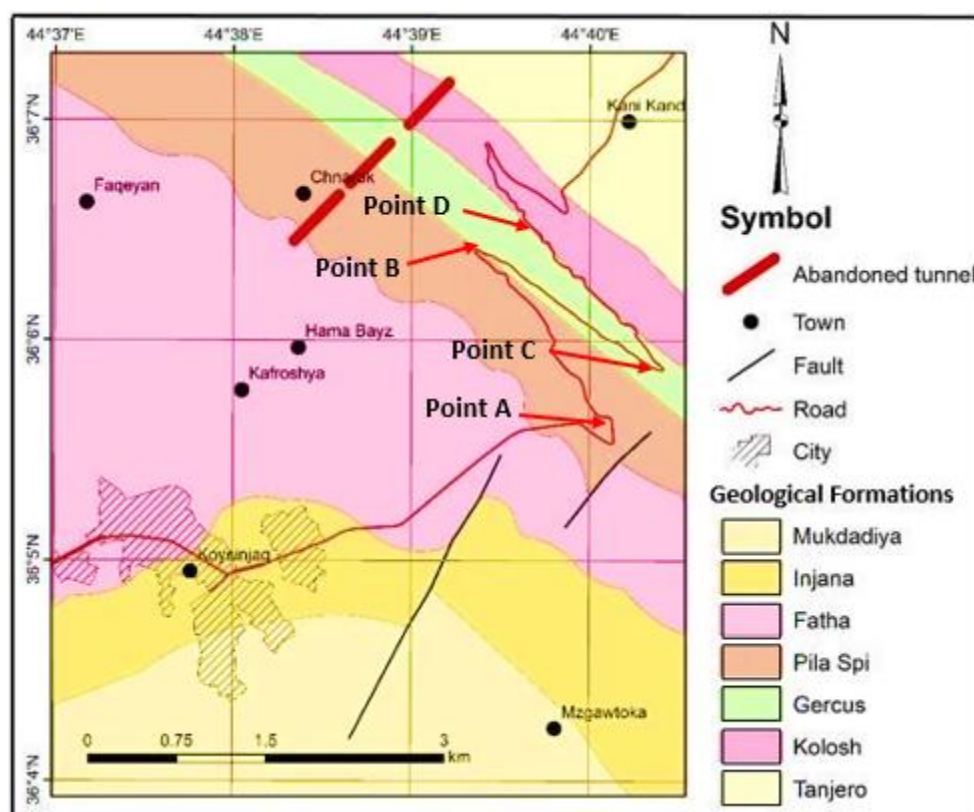 44°37'E 44°38'E 44°39'E 44°40'E
N
36°7'N
36°6'N
36°5'N
36°4'N
Kani Kand
Faqeyan
Chnarok
Point D
Point B
Hama Bayz
Point C
Kafroshya
Point A
Koysinjaq
Mzgawtoka
0 0.75 1.5 3
km
Symbol
Abandoned tunnel
Town
Fault
Road
City
Geological Formations
Mukdadiya
Injana
Fatha
Pila Spi
Gercus
Kolosh
Tanjero